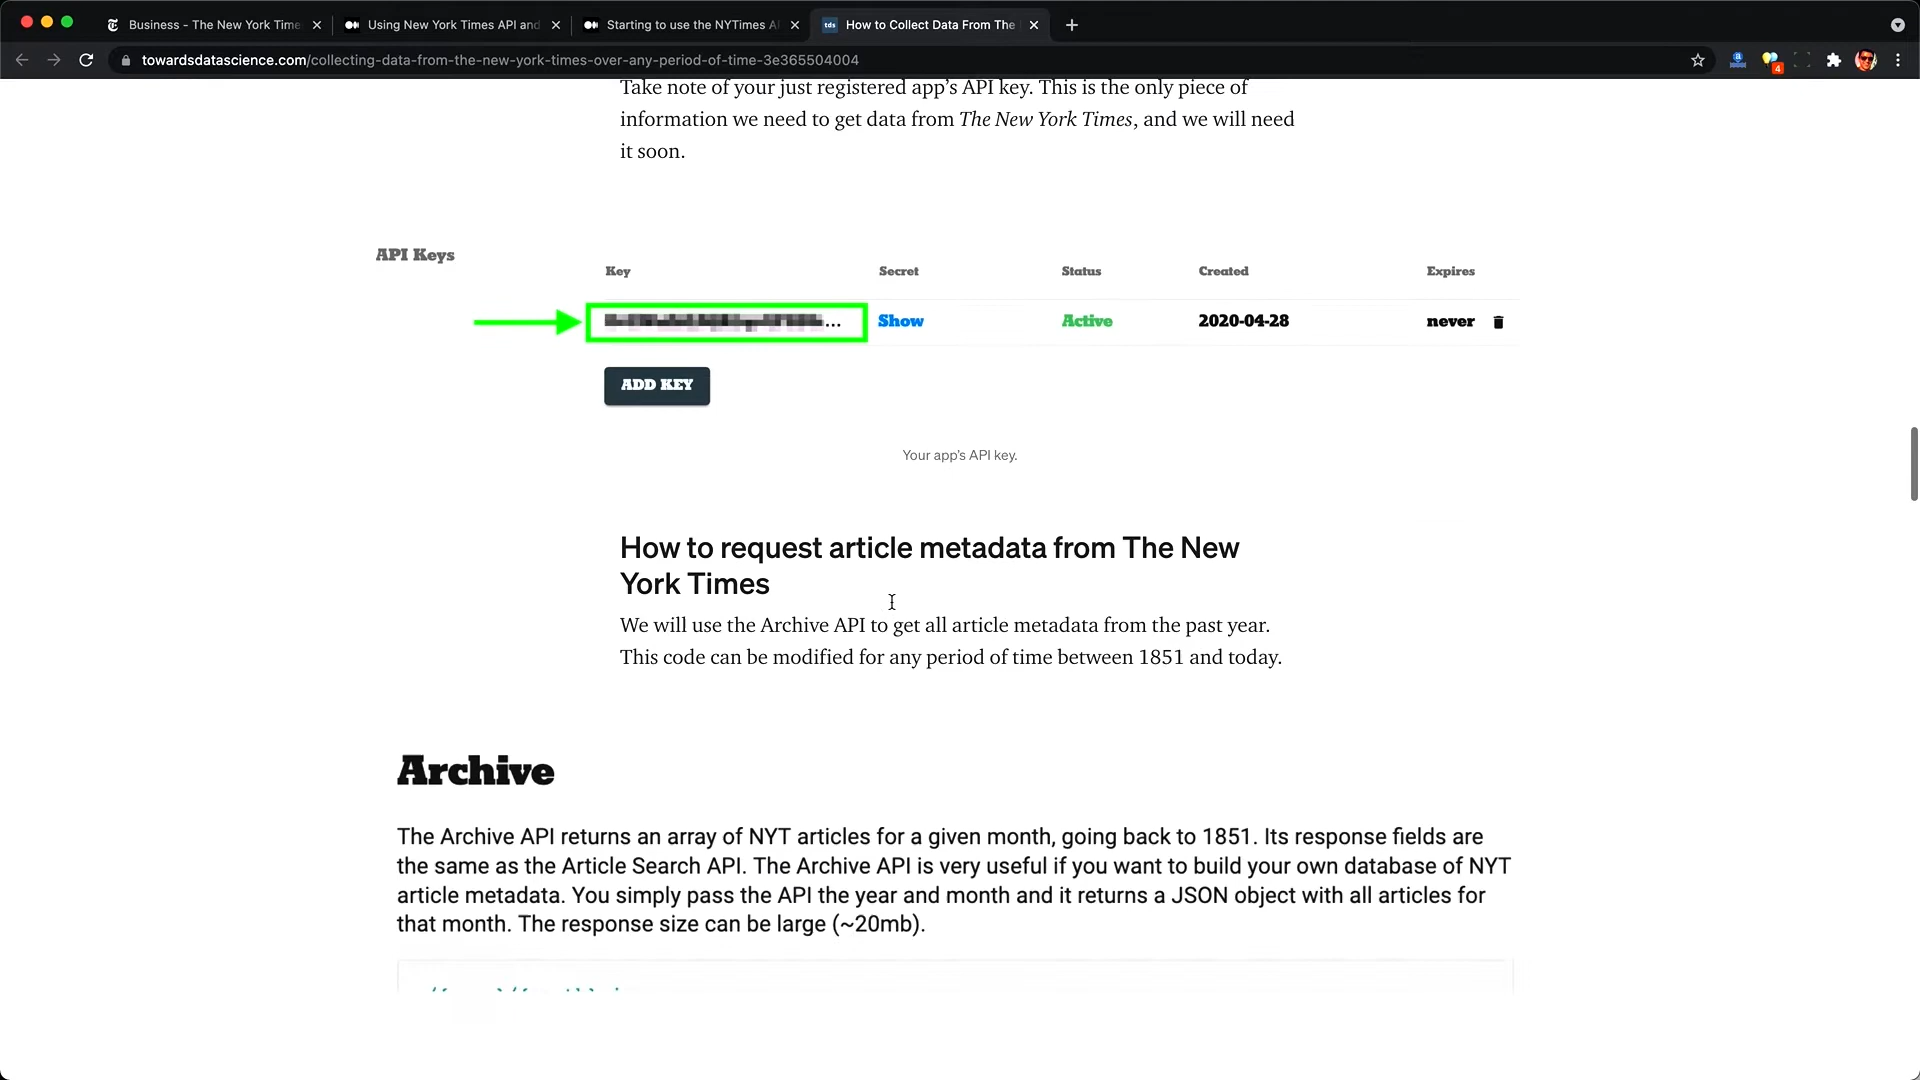 Business - The New York Time
Using New York Times API and
Starting to use the NYTimes A
tds
How to Collect Data From The
towardsdatascience.com/collecting-data-from-the-new-york-times-over-any-period-of-time-3e365504004
4
Take note of your just registered app’s API key. This is the only piece of
information we need to get data from The New York Times, and we will need
it soon.
API Keys
Key Secret Status Created Expires
... Show Active 2020-04-28 never
ADD KEY
Your app's API key.
How to request article metadata from The New
York Times
We will use the Archive API to get all article metadata from the past year.
This code can be modified for any period of time between 1851 and today.
Archive
The Archive API returns an array of NYT articles for a given month, going back to 1851. Its response fields are
the same as the Article Search API. The Archive API is very useful if you want to build your own database of NYT
article metadata. You simply pass the API the year and month and it returns a JSON object with all articles for
that month. The response size can be large (~20mb).